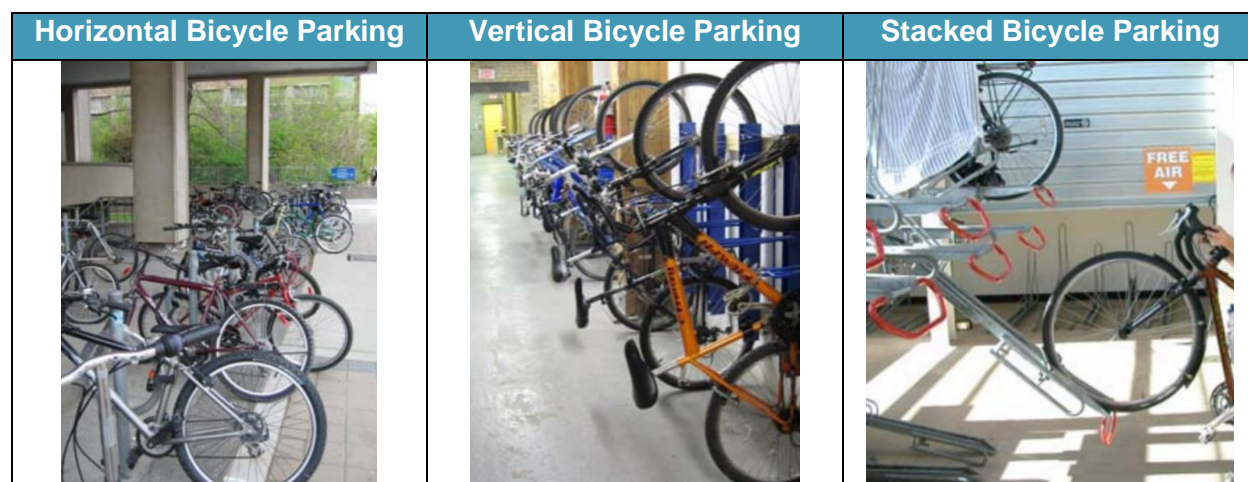 Horizontal Bicycle Parking
Vertical Bicycle Parking
Stacked Bicycle Parking
FREE
AIR